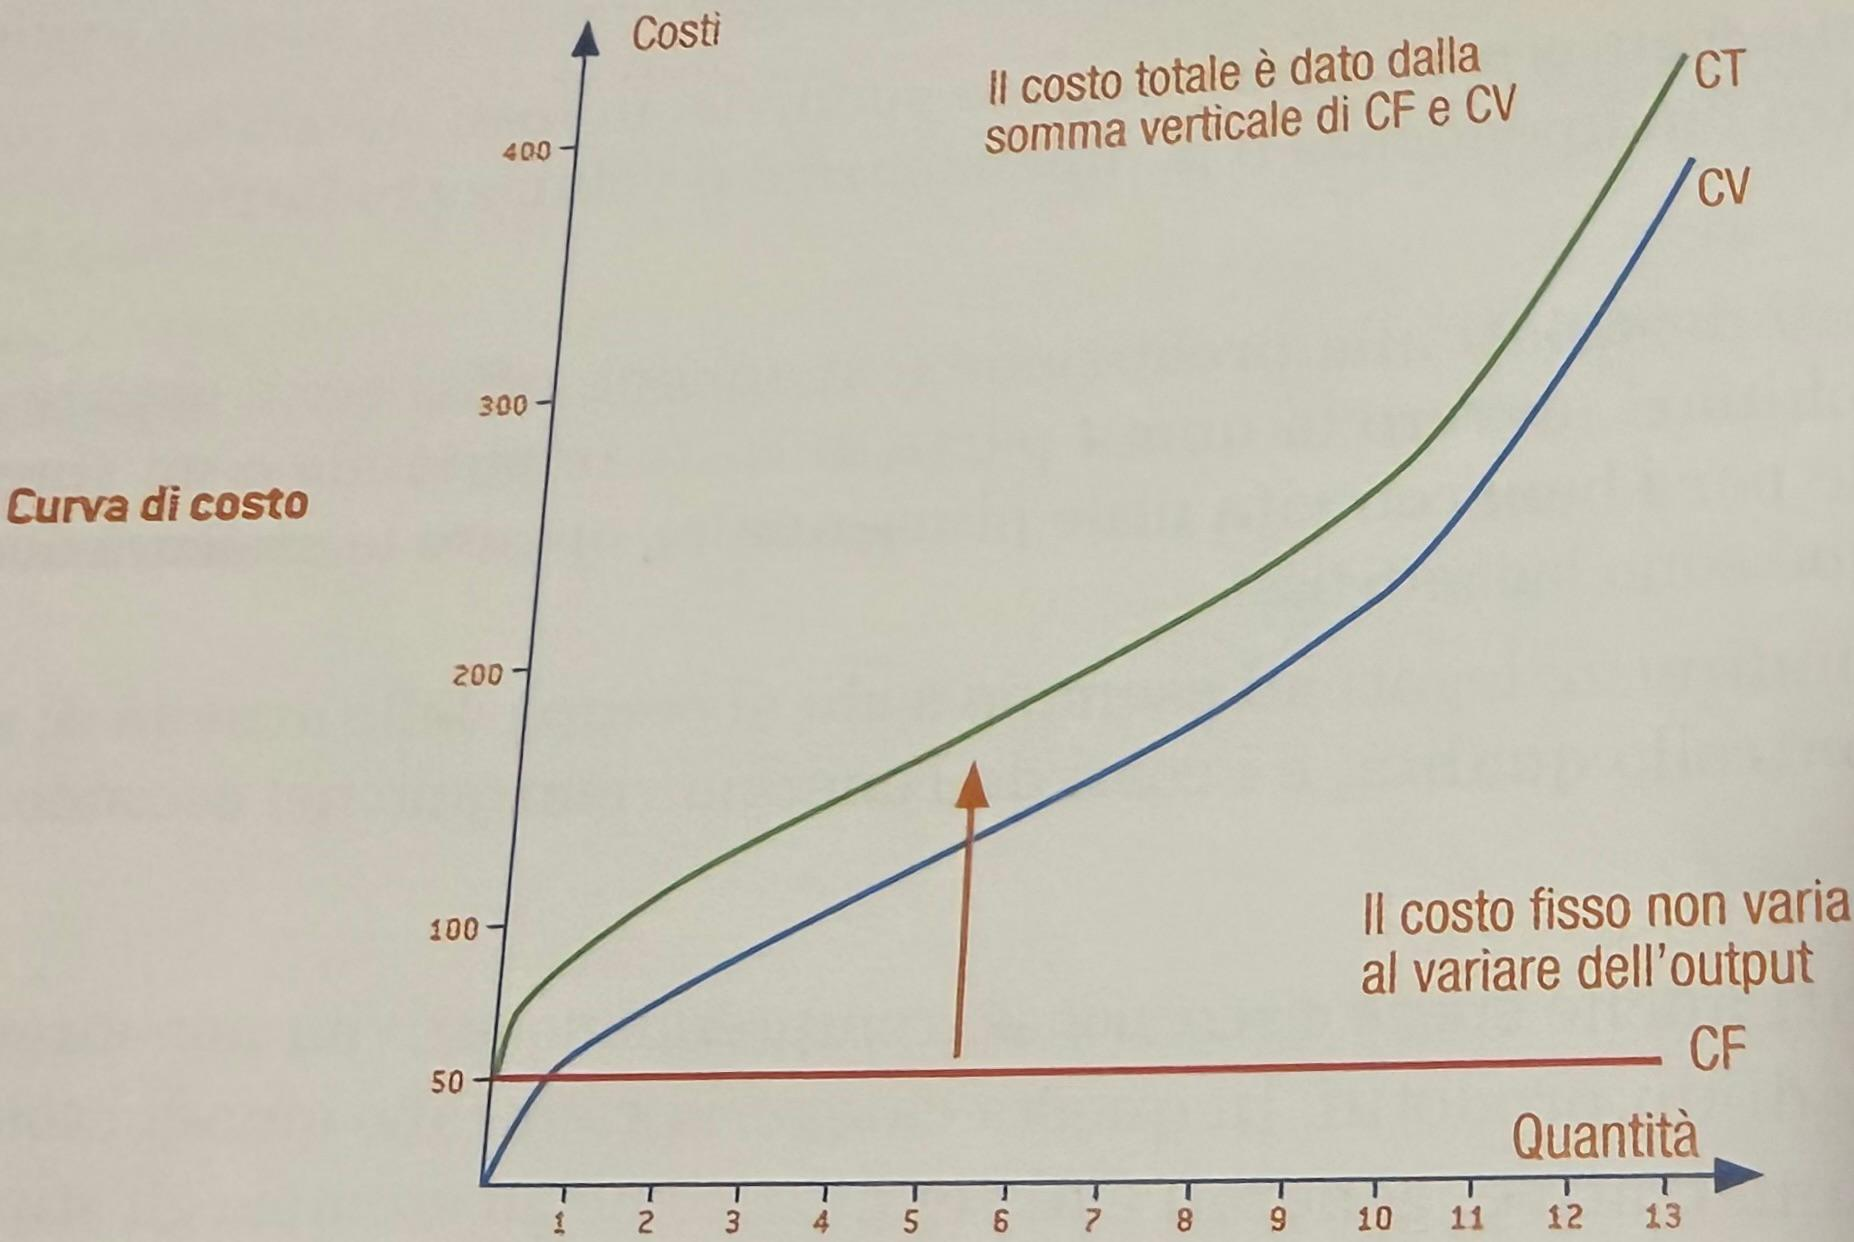 Costi
Il costo totale è dato dalla
somma verticale di CF e CV
CT
CV
400
300
Curva di costo
200
100
Il costo fisso non varia
al variare dell'output
CF
50
Quantità
1 2 3 4 5 6 7 8 9 10 11 12 13